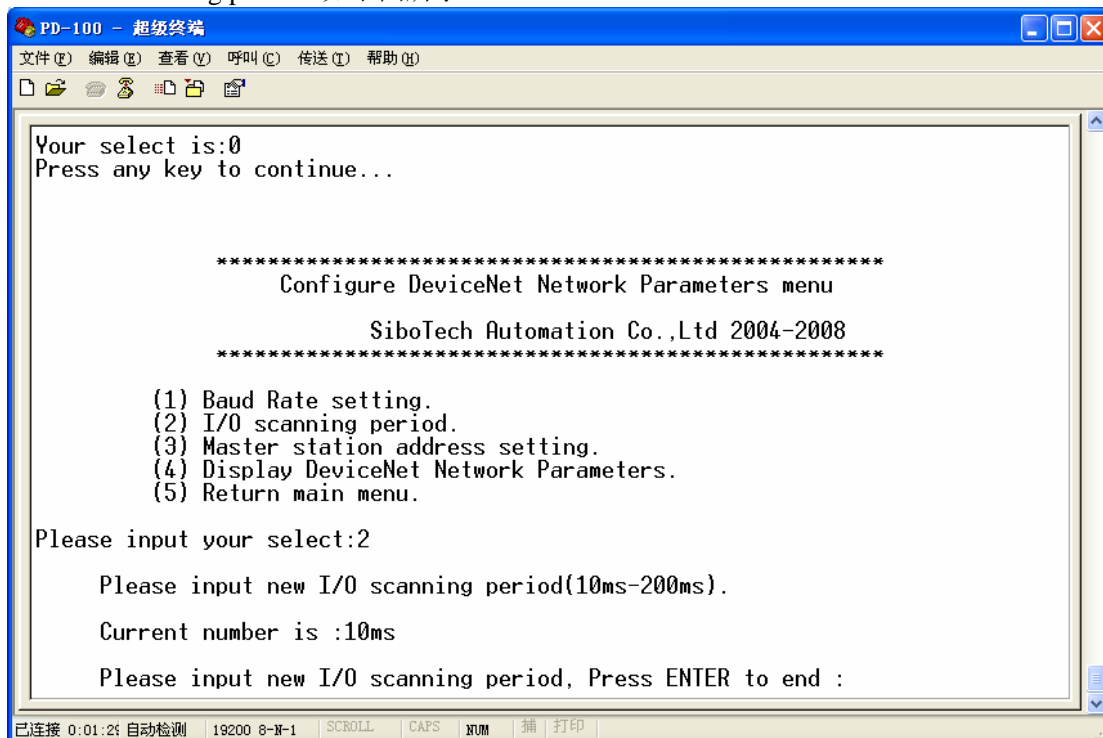 PD-100 - 超级终端
文件(F) 编辑(E) 查看(V) 呼叫(C) 传送(T) 帮助(H)
Your select is:0
Press any key to continue...
****************************************************
Configure DeviceNet Network Parameters menu
SiboTech Automation Co.,Ltd 2004-2008
****************************************************
(1) Baud Rate setting.
(2) I/O scanning period.
(3) Master station address setting.
(4) Display DeviceNet Network Parameters.
(5) Return main menu.
Please input your select:2
Please input new I/O scanning period(10ms-200ms).
Current number is :10ms
Please input new I/O scanning period, Press ENTER to end :
已连接 0:01:29 自动检测 19200 8-N-1 SCROLL CAPS NUM 捕 打印